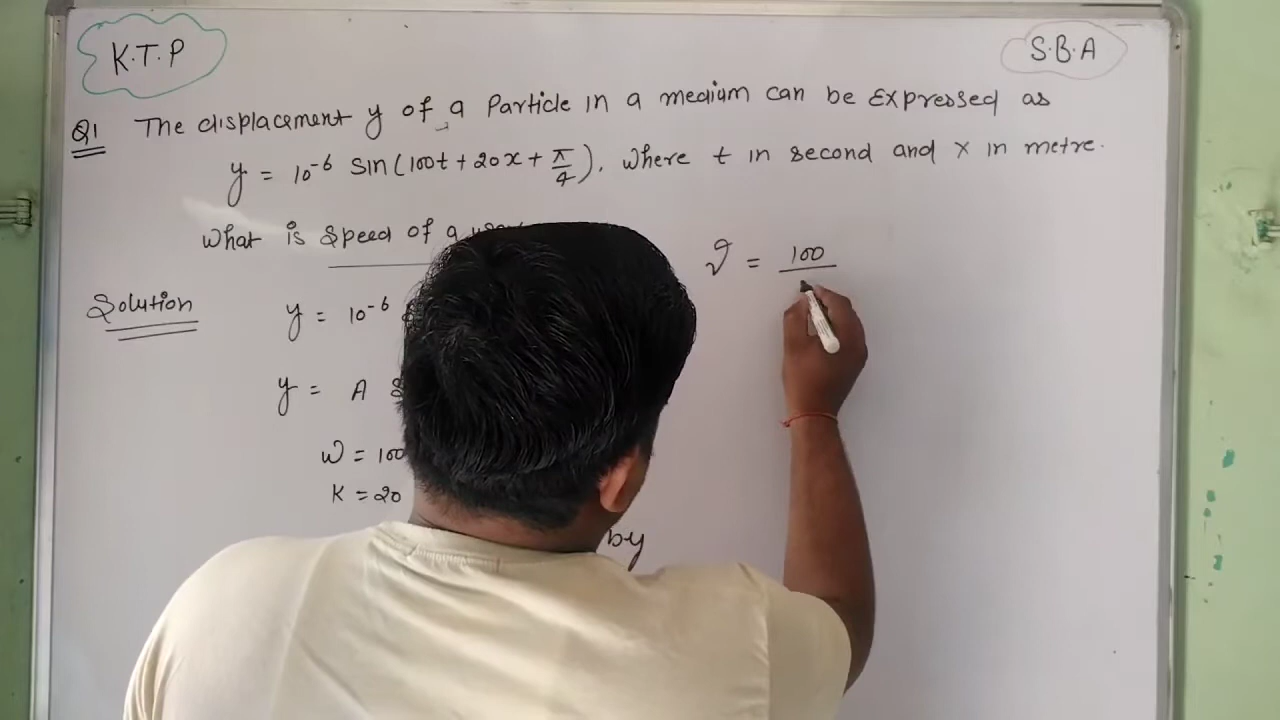 K.T.P
S.B.A
Q1 The displacement y of a Particle in a medium can be Expressed as
y = 10⁻⁶ sin(100t + 20x + π/4), where t in second and x in metre.
What is speed of a
Solution
y = 10⁻⁶
y = A
ω = 100
K = 20
by
v = 100